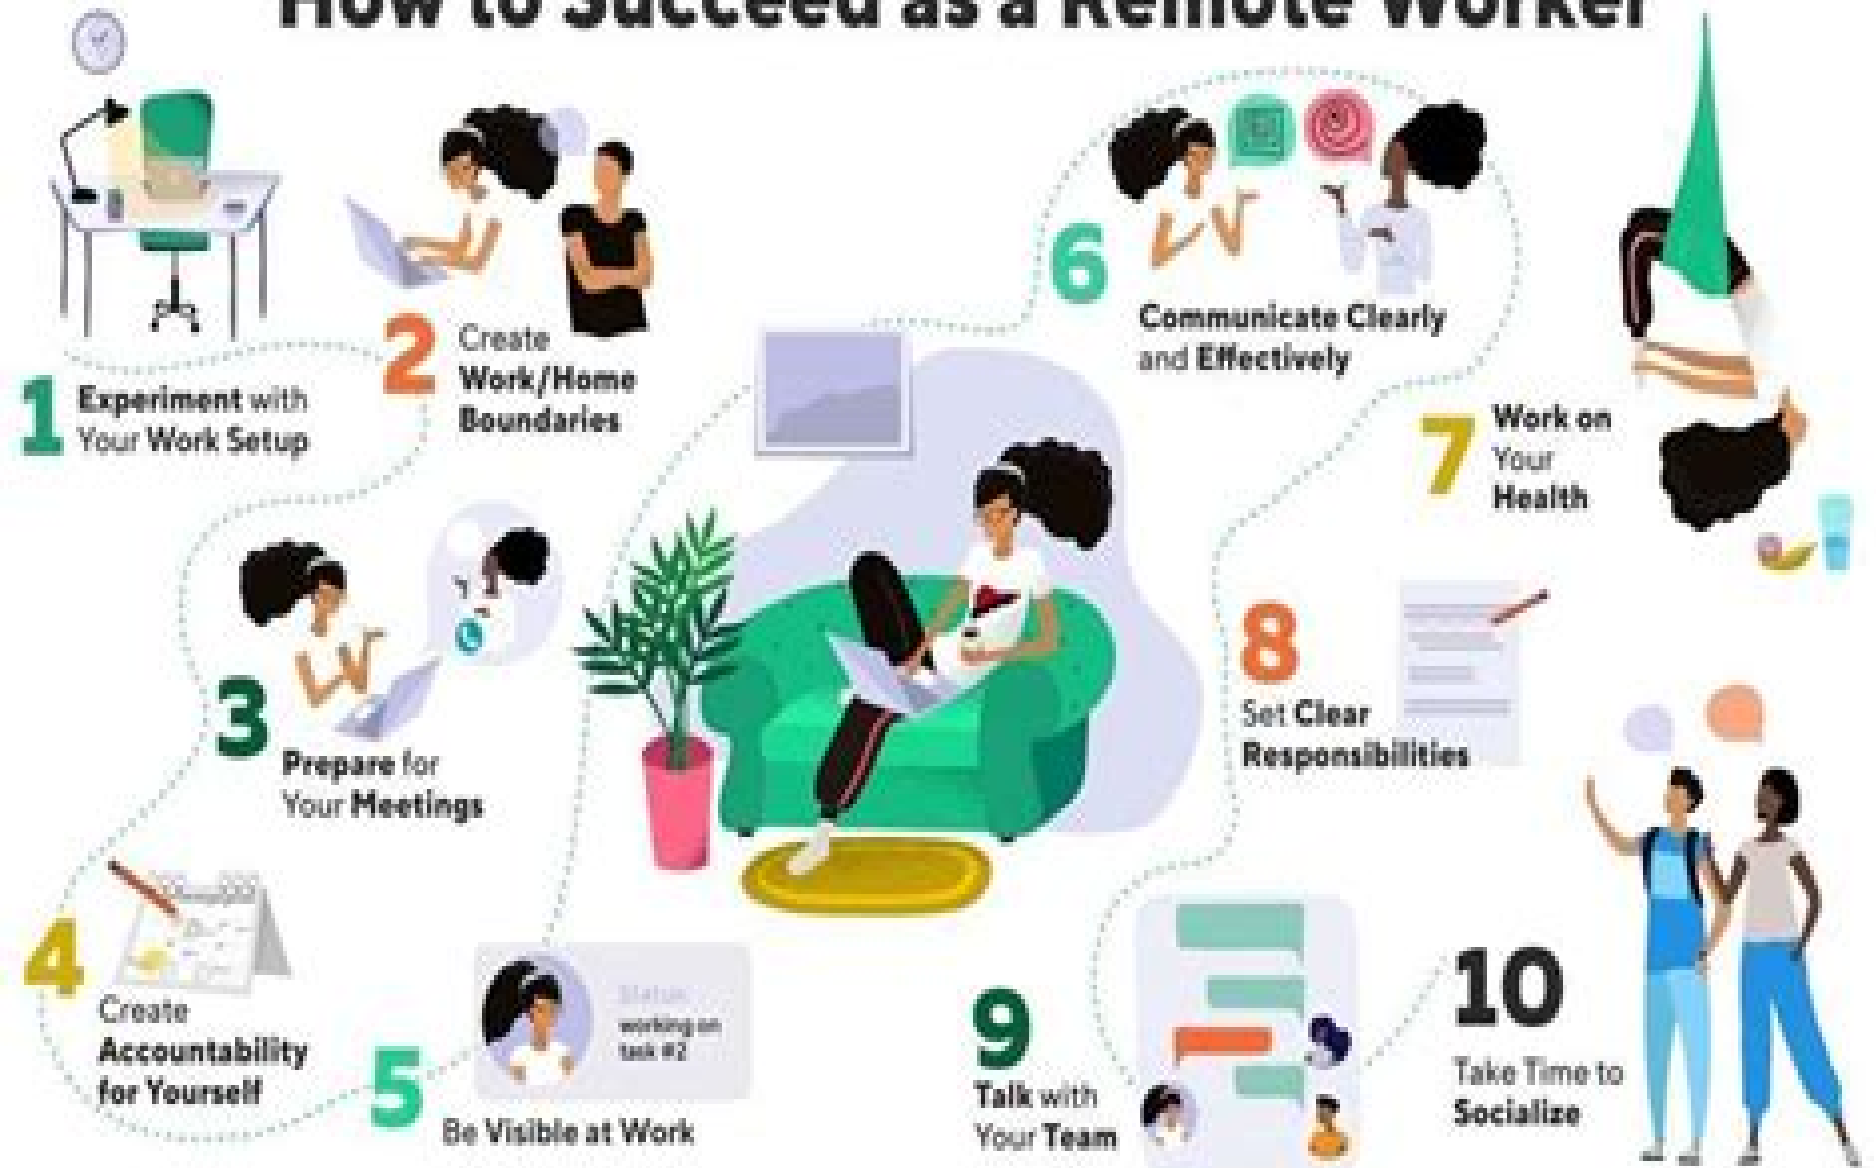 How to Succeed as a Remote Worker
1
Experiment with
Your Work Setup
2
Create
Work/Home
Boundaries
3
Prepare for
Your Meetings
4
Create
Accountability
for Yourself
5
Status:
working on
task #2
Be Visible at Work
6
Communicate Clearly
and Effectively
7
Work on
Your
Health
8
Set Clear
Responsibilities
9
Talk with
Your Team
10
Take Time to
Socialize